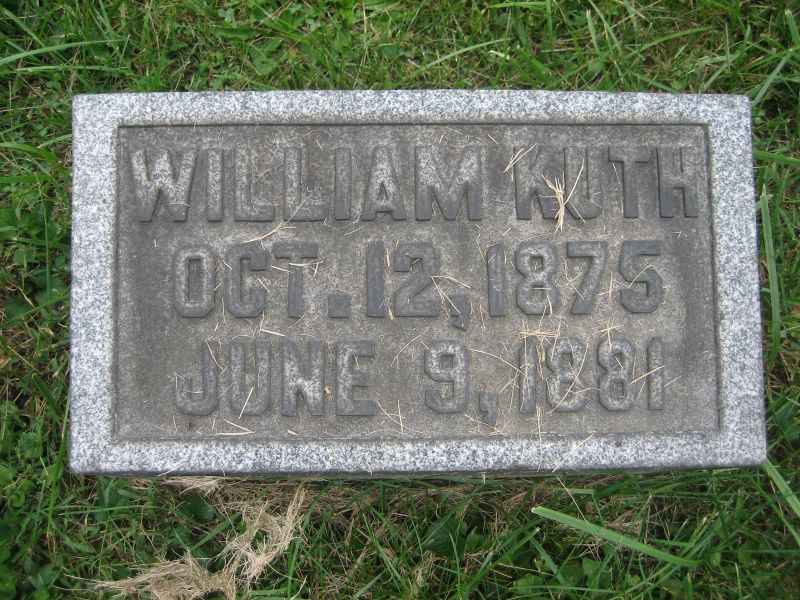 WILLIAM KUTH
OCT. 12, 1875
JUNE 9, 1881